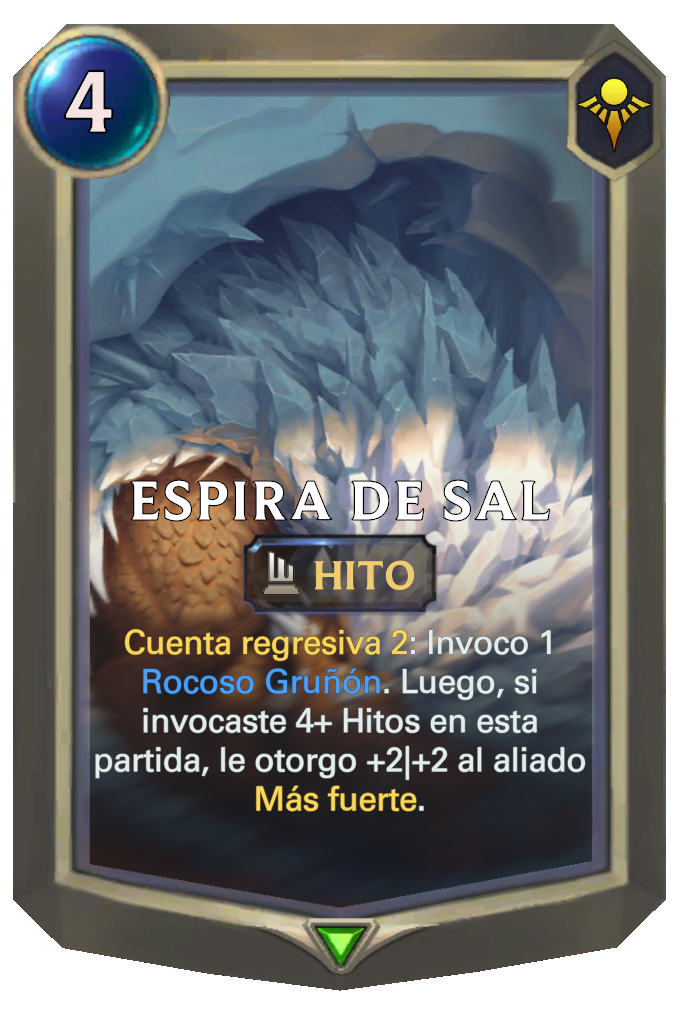 4
ESPIRA DE SAL
HITO
Cuenta regresiva 2: Invoco 1
Rocoso Gruñón. Luego, si
invocaste 4+ Hitos en esta
partida, le otorgo +2|+2 al aliado
Más fuerte.